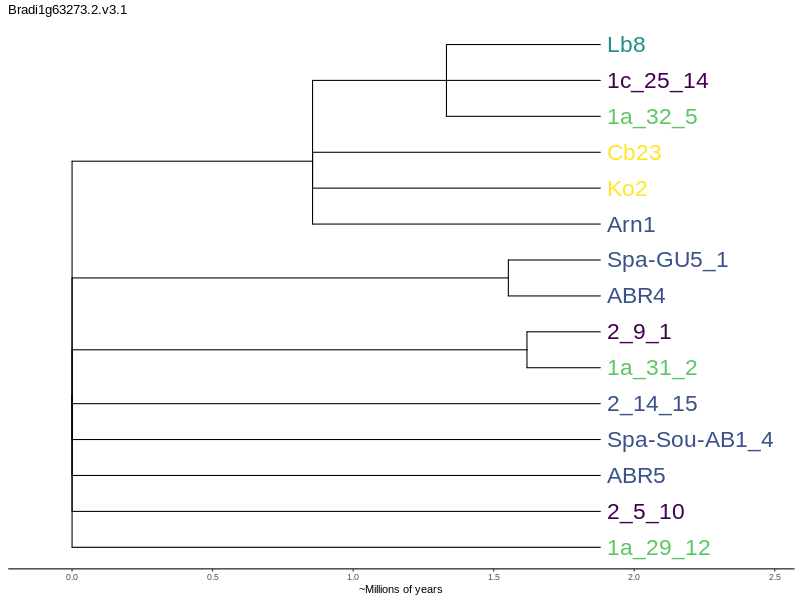 Bradi1g63273.2.v3.1
Lb8
1c_25_14
1a_32_5
Cb23
Ko2
Arn1
Spa-GU5_1
ABR4
2_9_1
1a_31_2
2_14_15
Spa-Sou-AB1_4
ABR5
2_5_10
1a_29_12
0.0 0.5 1.0 1.5 2.0 2.5
~Millions of years